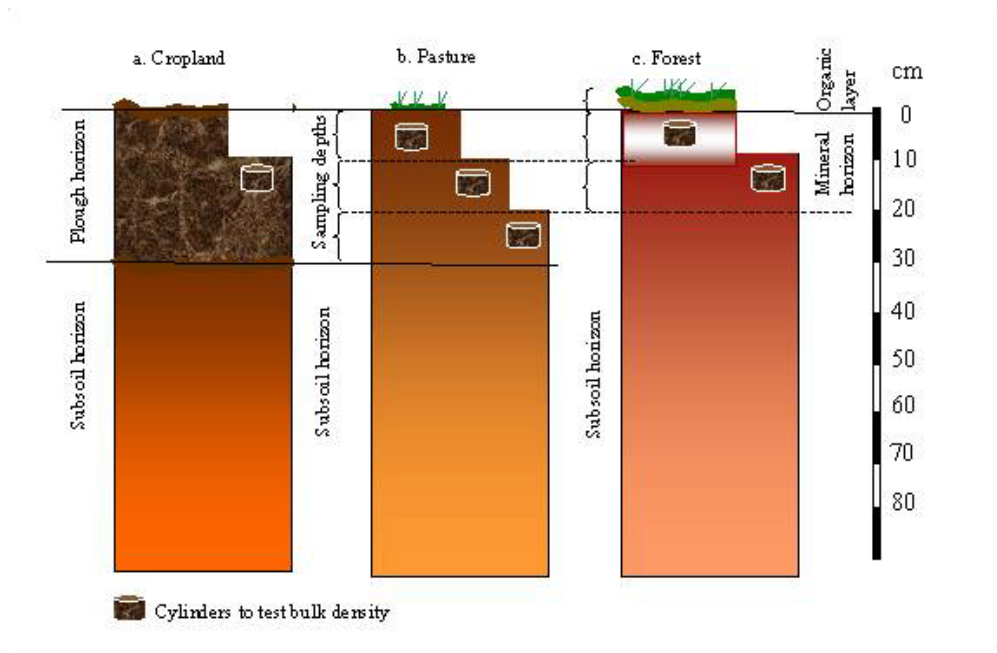 a. Cropland
b. Pasture
c. Forest
Organic
layer
cm
Plough horizon
Sampling depths
Mineral
horizon
0
10
20
30
40
50
60
70
80
Subsoil horizon
Subsoil horizon
Subsoil horizon
Cylinders to test bulk density